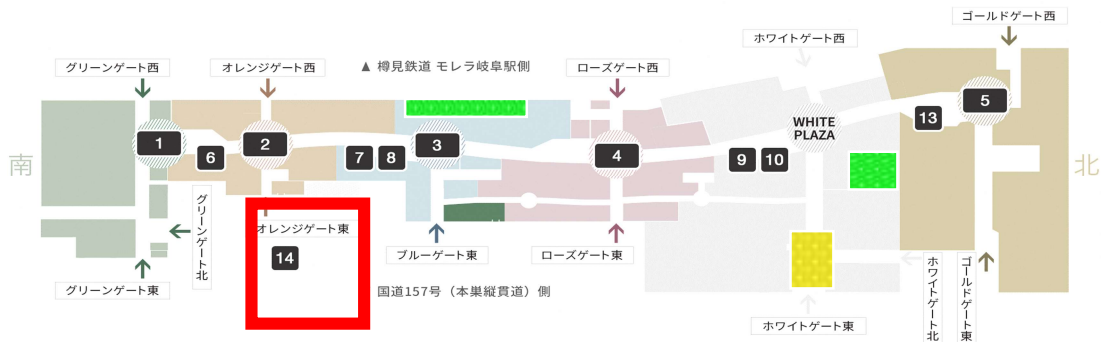 ゴールドゲート西
ホワイトゲート西
グリーンゲート西
オレンジゲート西
▲ 樽見鉄道 モレラ岐阜駅側
ローズゲート西
南
1
6
2
7
8
3
4
9
10
WHITE
PLAZA
13
5
北
グリーンゲート北
オレンジゲート東
14
ブルーゲート東
ローズゲート東
ホワイトゲート北
ゴールドゲート東
グリーンゲート東
国道157号(本巣縦貫道)側
ホワイトゲート東